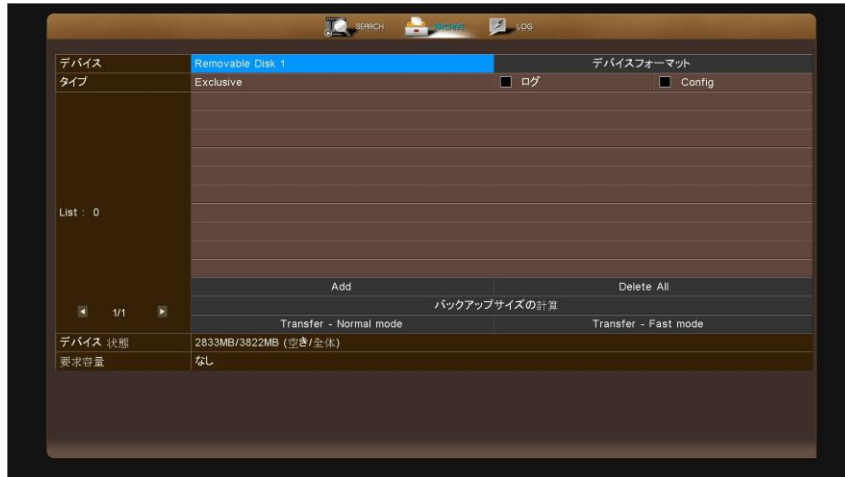 SEARCH ARCHIVE LOG
デバイス Removable Disk 1 デバイスフォーマット
タイプ Exclusive ログ Config
List : 0
Add Delete All
バックアップサイズの計算
1/1
Transfer - Normal mode Transfer - Fast mode
デバイス 状態 2833MB/3822MB (空き/全体)
要求容量 なし